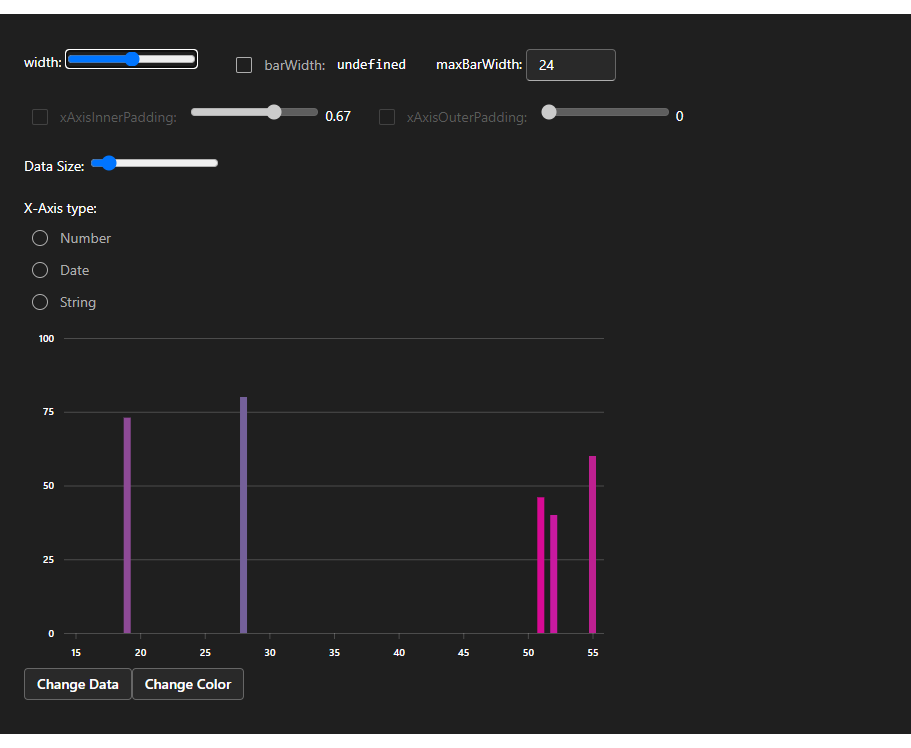 width:
barWidth: undefined
maxBarWidth: 24
xAxisInnerPadding: 0.67
xAxisOuterPadding: 0
Data Size:
X-Axis type:
Number
Date
String
100
75
50
25
0
15 20 25 30 35 40 45 50 55
Change Data Change Color